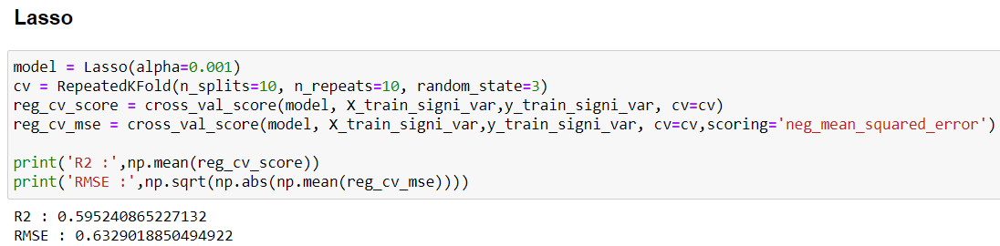 Lasso
model = Lasso(alpha=0.001)
cv = RepeatedKFold(n_splits=10, n_repeats=10, random_state=3)
reg_cv_score = cross_val_score(model, X_train_signi_var,y_train_signi_var, cv=cv)
reg_cv_mse = cross_val_score(model, X_train_signi_var,y_train_signi_var, cv=cv,scoring='neg_mean_squared_error')
print('R2 :',np.mean(reg_cv_score))
print('RMSE :',np.sqrt(np.abs(np.mean(reg_cv_mse))))
R2 : 0.595240865227132
RMSE : 0.6329018850494922